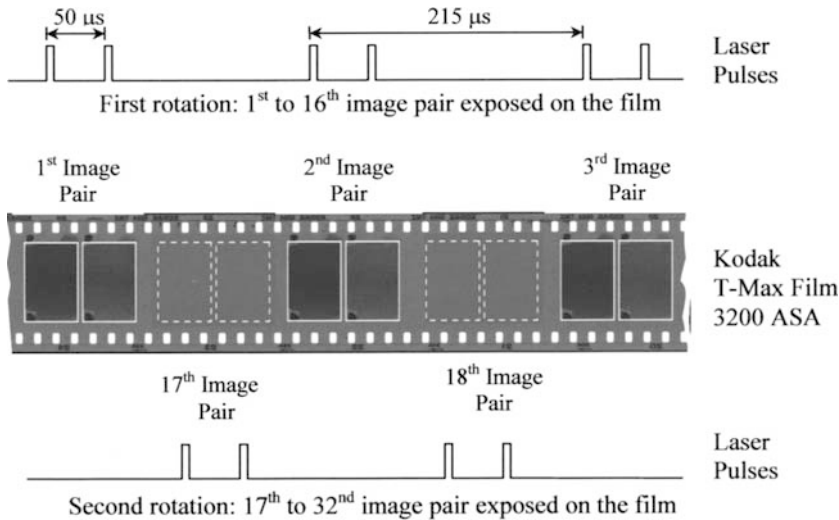 50 μs
215 μs
Laser
Pulses
First rotation: 1st to 16th image pair exposed on the film
1st Image
Pair
2nd Image
Pair
3rd Image
Pair
Kodak
T-Max Film
3200 ASA
17th Image
Pair
18th Image
Pair
Laser
Pulses
Second rotation: 17th to 32nd image pair exposed on the film